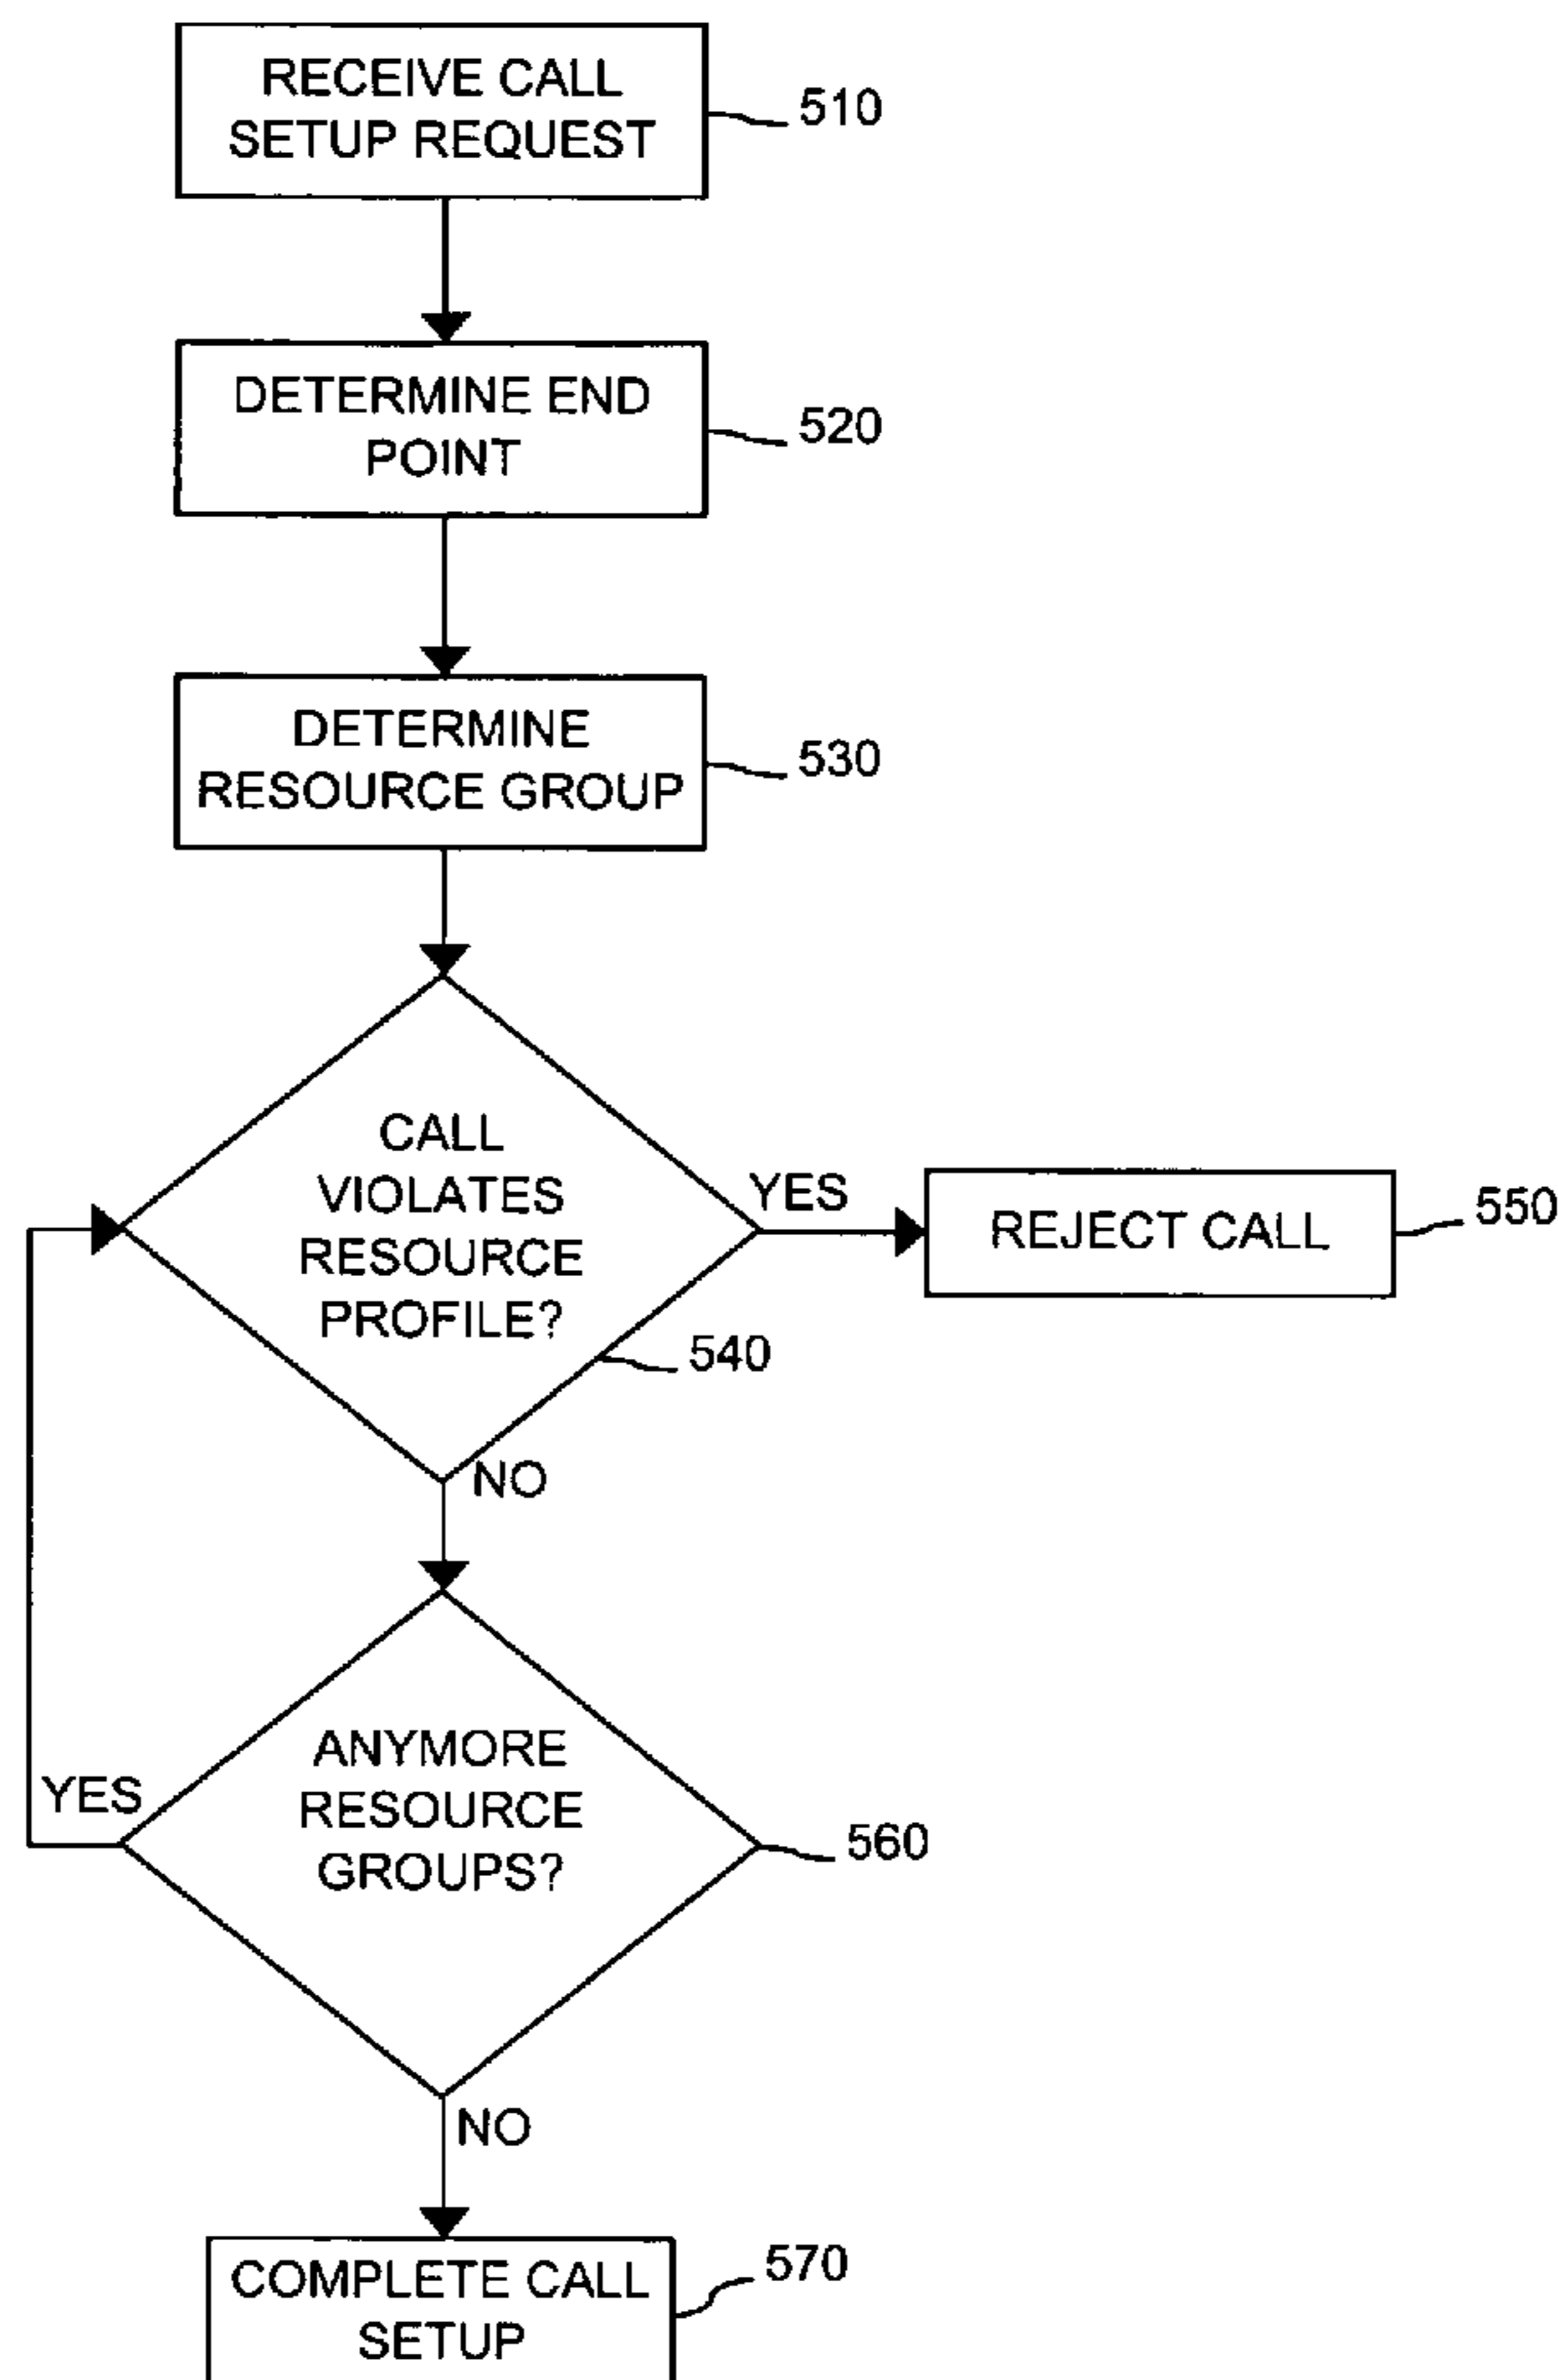 RECEIVE CALL
SETUP REQUEST
510
DETERMINE END
POINT
520
DETERMINE
RESOURCE GROUP
530
CALL
VIOLATES
RESOURCE
PROFILE?
540
YES
REJECT CALL
550
NO
ANYMORE
RESOURCE
GROUPS?
560
YES
NO
COMPLETE CALL
SETUP
570